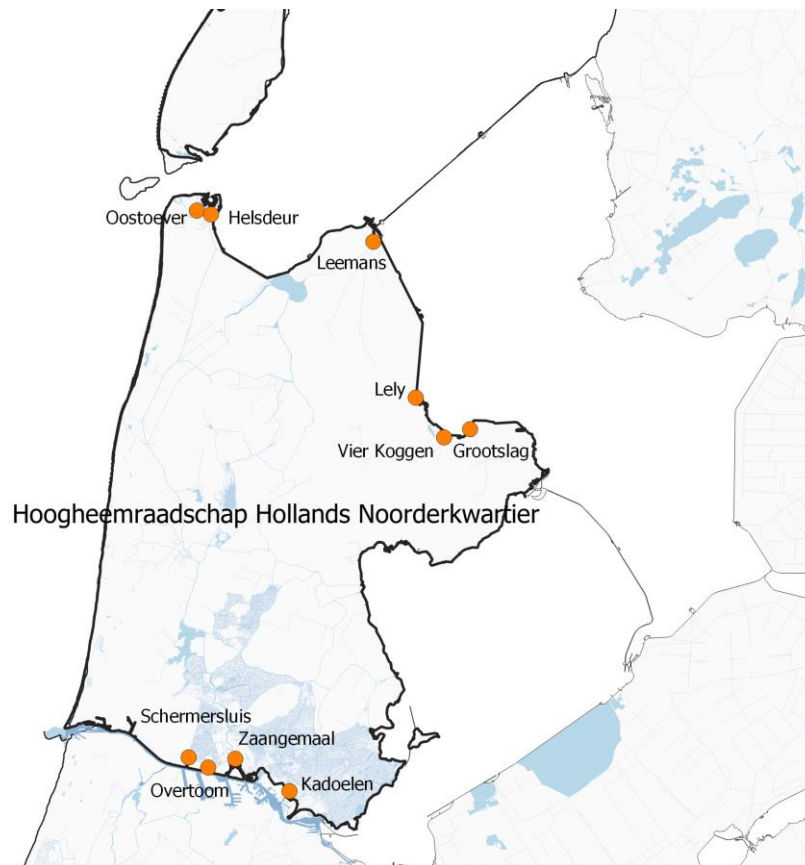 Oostoever
Helsdeur
Leemans
Lely
Vier Koggen
Grootslag
Hoogheemraadschap Hollands Noorderkwartier
Schermersluis
Zaangemaal
Overtoom
Kadoelen